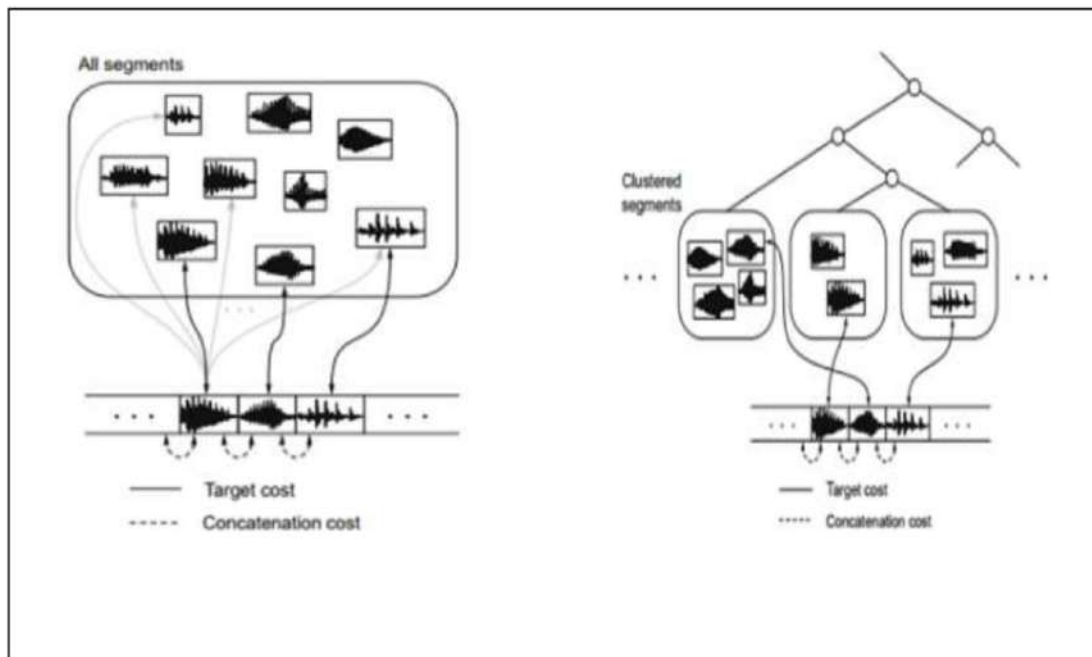 All segments
. . .
. . .
. . .
Target cost
Concatenation cost
Clustered
segments
. . .
. . .
. . .
. . .
Target cost
Concatenation cost